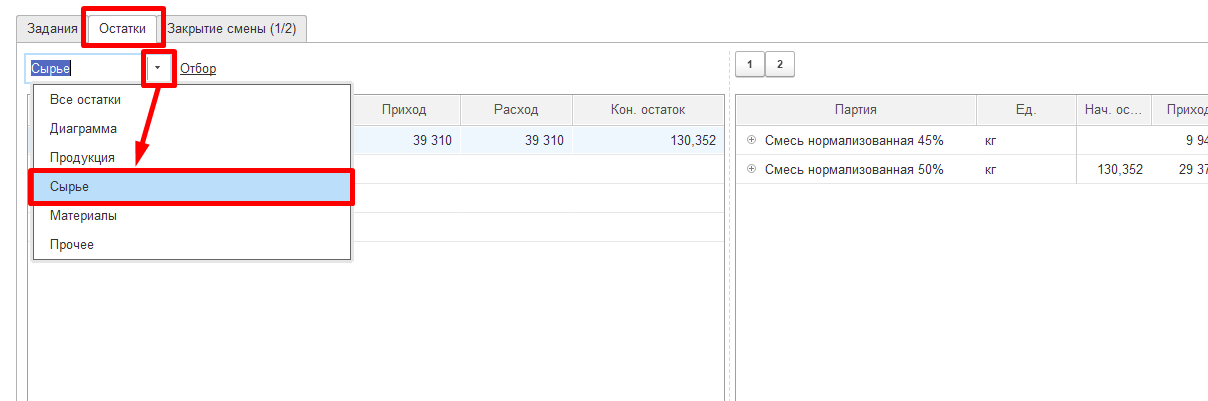 Задания Остатки Закрытие смены (1/2)
Сырье Отбор
1 2
Все остатки
Диаграмма
Продукция
Сырье
Материалы
Прочее
Приход Расход Кон. остаток
39 310 39 310 130,352
Партия Ед. Нач. ос... Приход
Смесь нормализованная 45% кг 9 94
Смесь нормализованная 50% кг 130,352 29 37